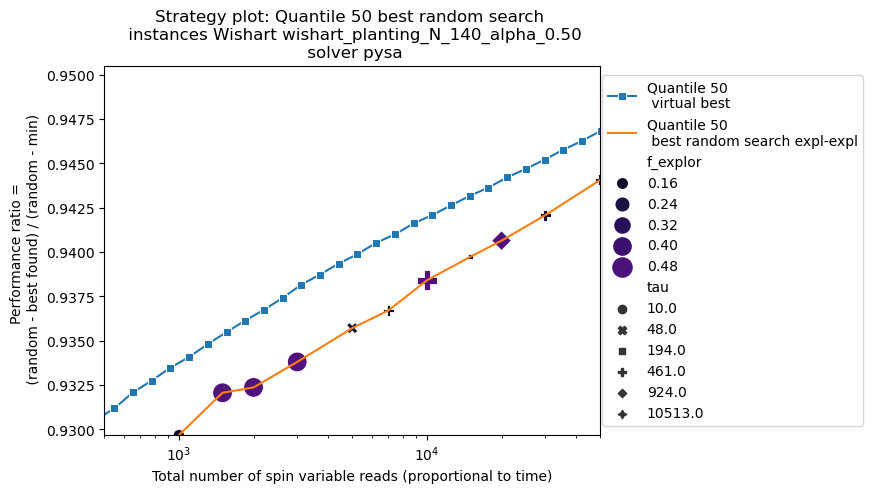 Strategy plot: Quantile 50 best random search
instances Wishart wishart_planting_N_140_alpha_0.50
solver pysa
Performance ratio =
(random - best found) / (random - min)
0.9500
0.9475
0.9450
0.9425
0.9400
0.9375
0.9350
0.9325
0.9300
10³
10⁴
Total number of spin variable reads (proportional to time)
Quantile 50
virtual best
Quantile 50
best random search expl-expl
f_explor
0.16
0.24
0.32
0.40
0.48
tau
10.0
48.0
194.0
461.0
924.0
10513.0